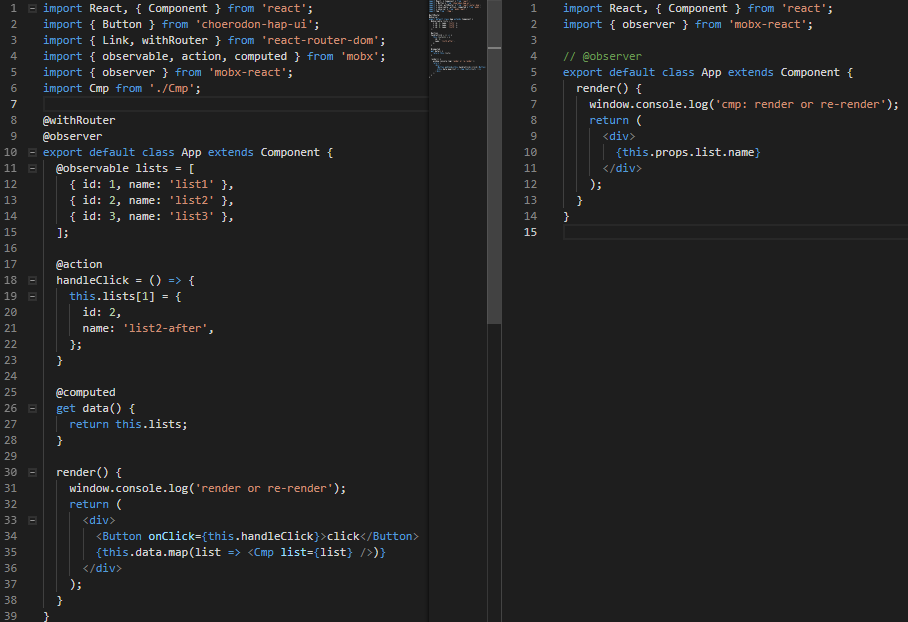 1 import React, { Component } from 'react';
2 import { Button } from 'choerodon-hap-ui';
3 import { Link, withRouter } from 'react-router-dom';
4 import { observable, action, computed } from 'mobx';
5 import { observer } from 'mobx-react';
6 import Cmp from './Cmp';
7
8 @withRouter
9 @observer
10 export default class App extends Component {
11 @observable lists = [
12 { id: 1, name: 'list1' },
13 { id: 2, name: 'list2' },
14 { id: 3, name: 'list3' },
15 ];
16
17 @action
18 handleClick = () => {
19 this.lists[1] = {
20 id: 2,
21 name: 'list2-after',
22 };
23 }
24
25 @computed
26 get data() {
27 return this.lists;
28 }
29
30 render() {
31 window.console.log('render or re-render');
32 return (
33 <div>
34 <Button onClick={this.handleClick}>click</Button>
35 {this.data.map(list => <Cmp list={list} />)}
36 </div>
37 );
38 }
39 }
1 import React, { Component } from 'react';
2 import { observer } from 'mobx-react';
3
4 // @observer
5 export default class App extends Component {
6 render() {
7 window.console.log('cmp: render or re-render');
8 return (
9 <div>
10 {this.props.list.name}
11 </div>
12 );
13 }
14 }
15